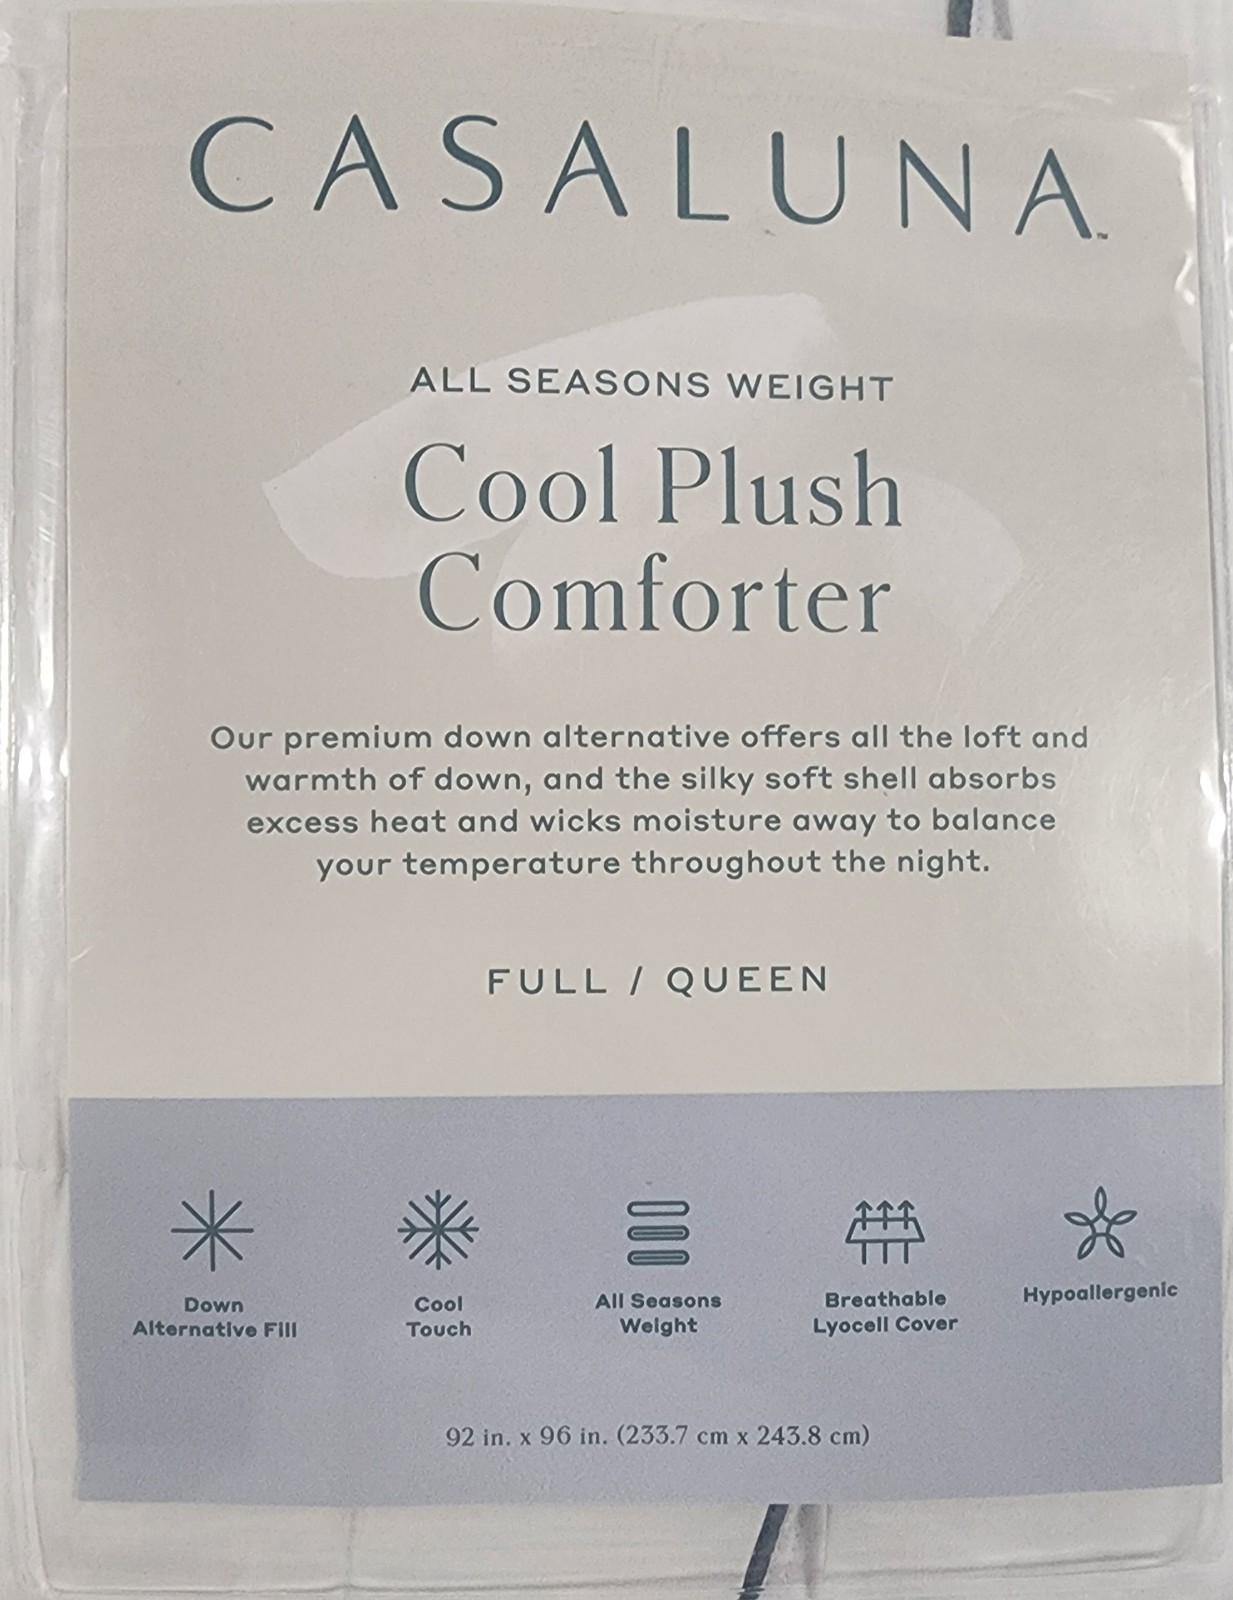 CASALUNA™
ALL SEASONS WEIGHT
Cool Plush
Comforter
Our premium down alternative offers all the loft and
warmth of down, and the silky soft shell absorbs
excess heat and wicks moisture away to balance
your temperature throughout the night.
FULL / QUEEN
Down
Alternative Fill
Cool
Touch
All Seasons
Weight
Breathable
Lyocell Cover
Hypoallergenic
92 in. x 96 in. (233.7 cm x 243.8 cm)